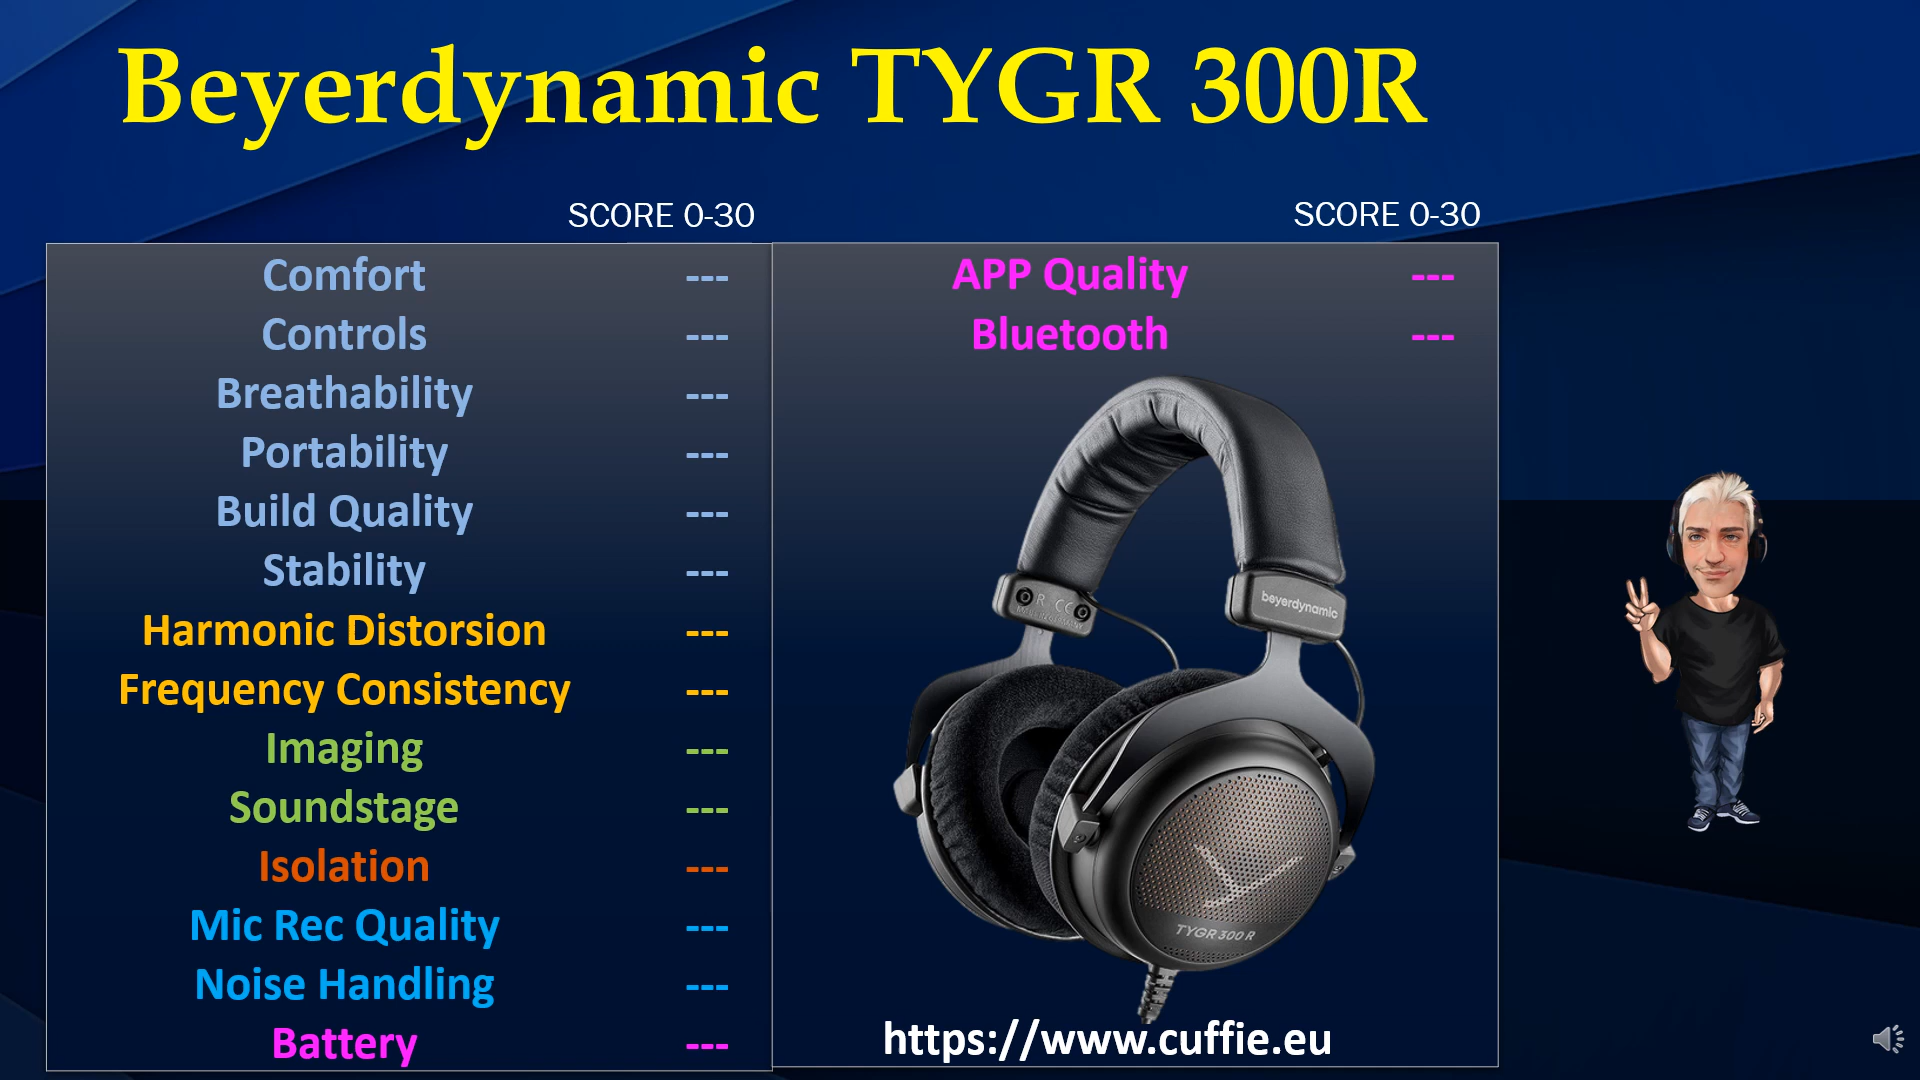 Beyerdynamic TYGR 300R
SCORE 0-30
Comfort ---
Controls ---
Breathability ---
Portability ---
Build Quality ---
Stability ---
Harmonic Distorsion ---
Frequency Consistency ---
Imaging ---
Soundstage ---
Isolation ---
Mic Rec Quality ---
Noise Handling ---
Battery ---
SCORE 0-30
APP Quality ---
Bluetooth ---
R CE
beyerdynamic
TYGR 300 R
https://www.cuffie.eu